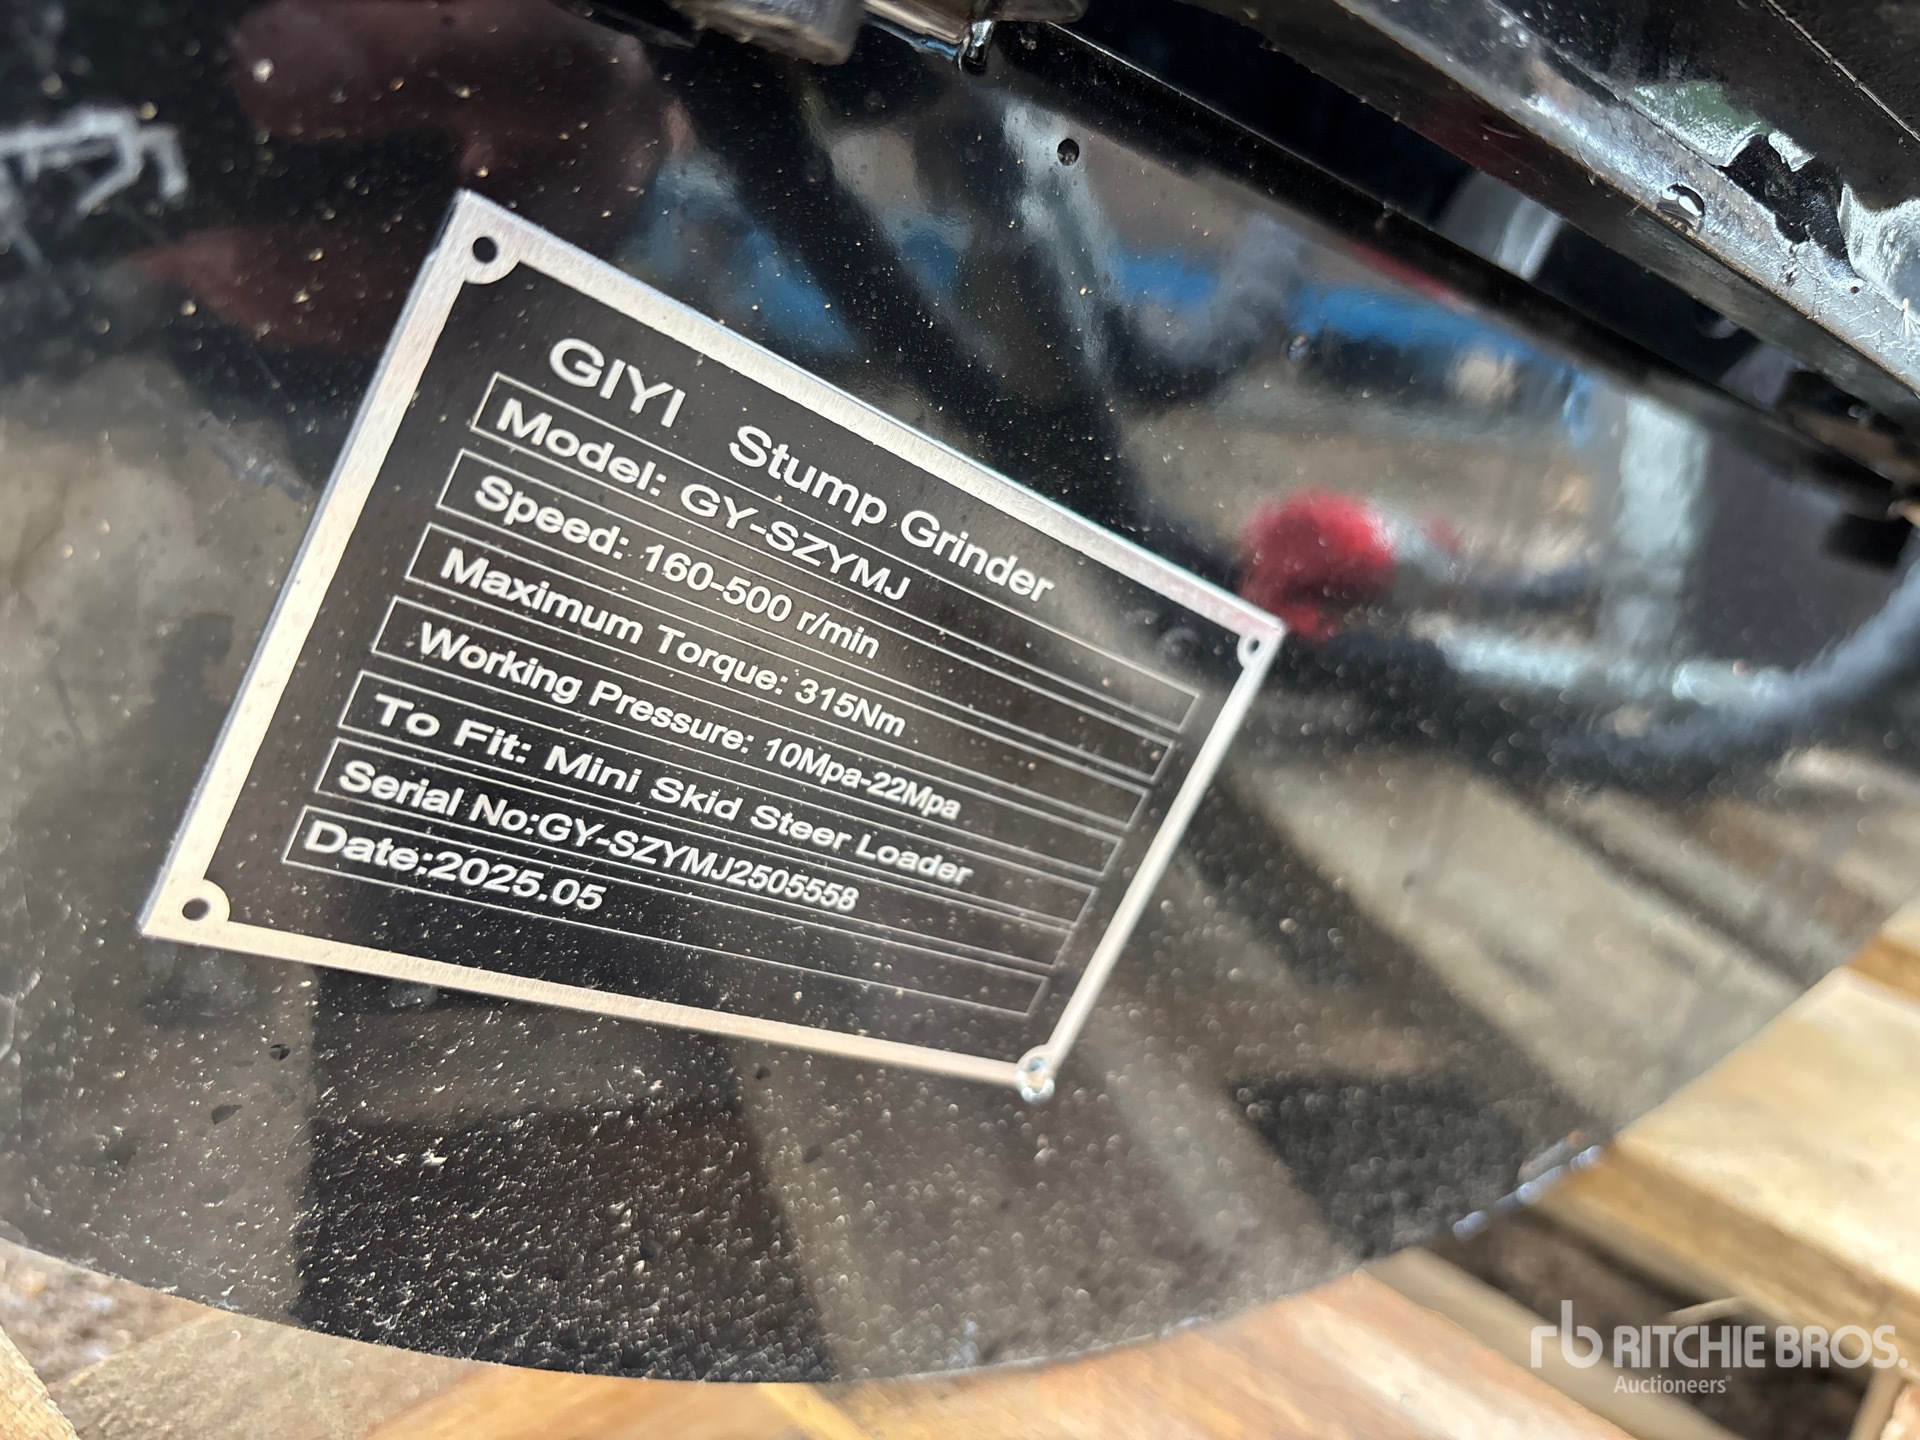 GIYI Stump Grinder
Model: GY-SZYMJ
Speed: 160-500 r/min
Maximum Torque: 315Nm
Working Pressure: 10Mpa-22Mpa
To Fit: Mini Skid Steer Loader
Serial No:GY-SZYMJ2505558
Date:2025.05
rb RITCHIE BROS.
Auctioneers